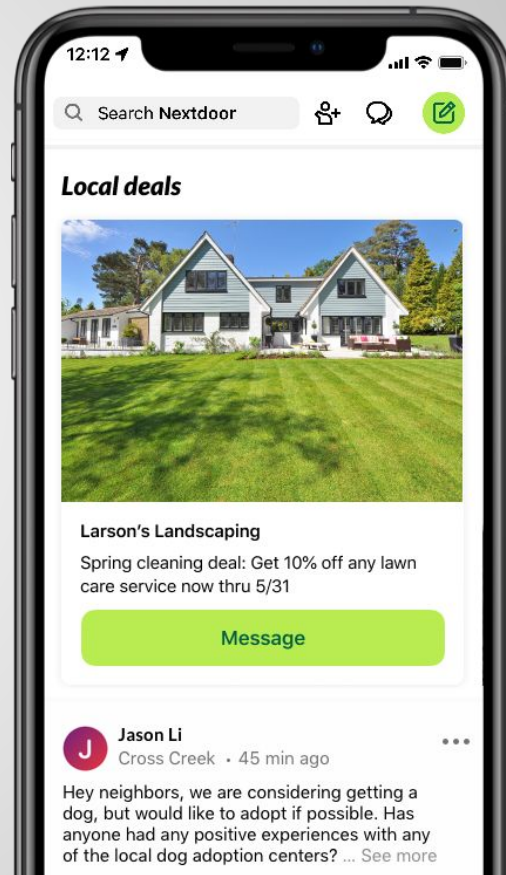 12:12
Search Nextdoor
Local deals
Larson's Landscaping
Spring cleaning deal: Get 10% off any lawn
care service now thru 5/31
Message
J
Jason Li
Cross Creek • 45 min ago
Hey neighbors, we are considering getting a
dog, but would like to adopt if possible. Has
anyone had any positive experiences with any
of the local dog adoption centers? ... See more